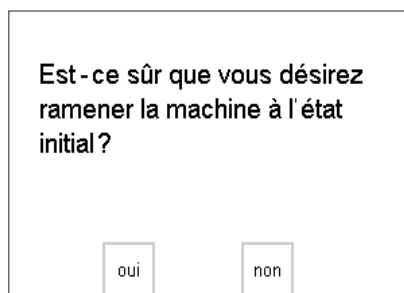 Est-ce sûr que vous désirez
ramener la machine à l'état
initial?
oui non